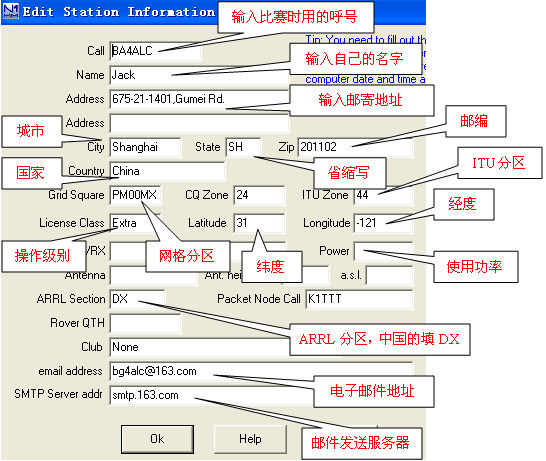 Edit Station Information
输入比赛时用的呼号
Tip: You need to fill out th
Call BA4ALC
输入自己的名字
Name Jack
computer date and time a
Address 675-21-1401,Gumei Rd.
输入邮寄地址
Address
城市
邮编
City Shanghai State SH Zip 201102
国家
省缩写
ITU 分区
Country China
Grid Square PM00MX CQ Zone 24 ITU Zone 44
经度
License Class Extra Latitude 31 Longitude -121
操作级别
网格分区
纬度
使用功率
/RX Power
Antenna Ant. hei a.s.l.
ARRL Section DX Packet Node Call K1TTT
Rover QTH
ARRL 分区，中国的填 DX
Club None
email address bg4alc@163.com
电子邮件地址
SMTP Server addr smtp.163.com
邮件发送服务器
Ok Help